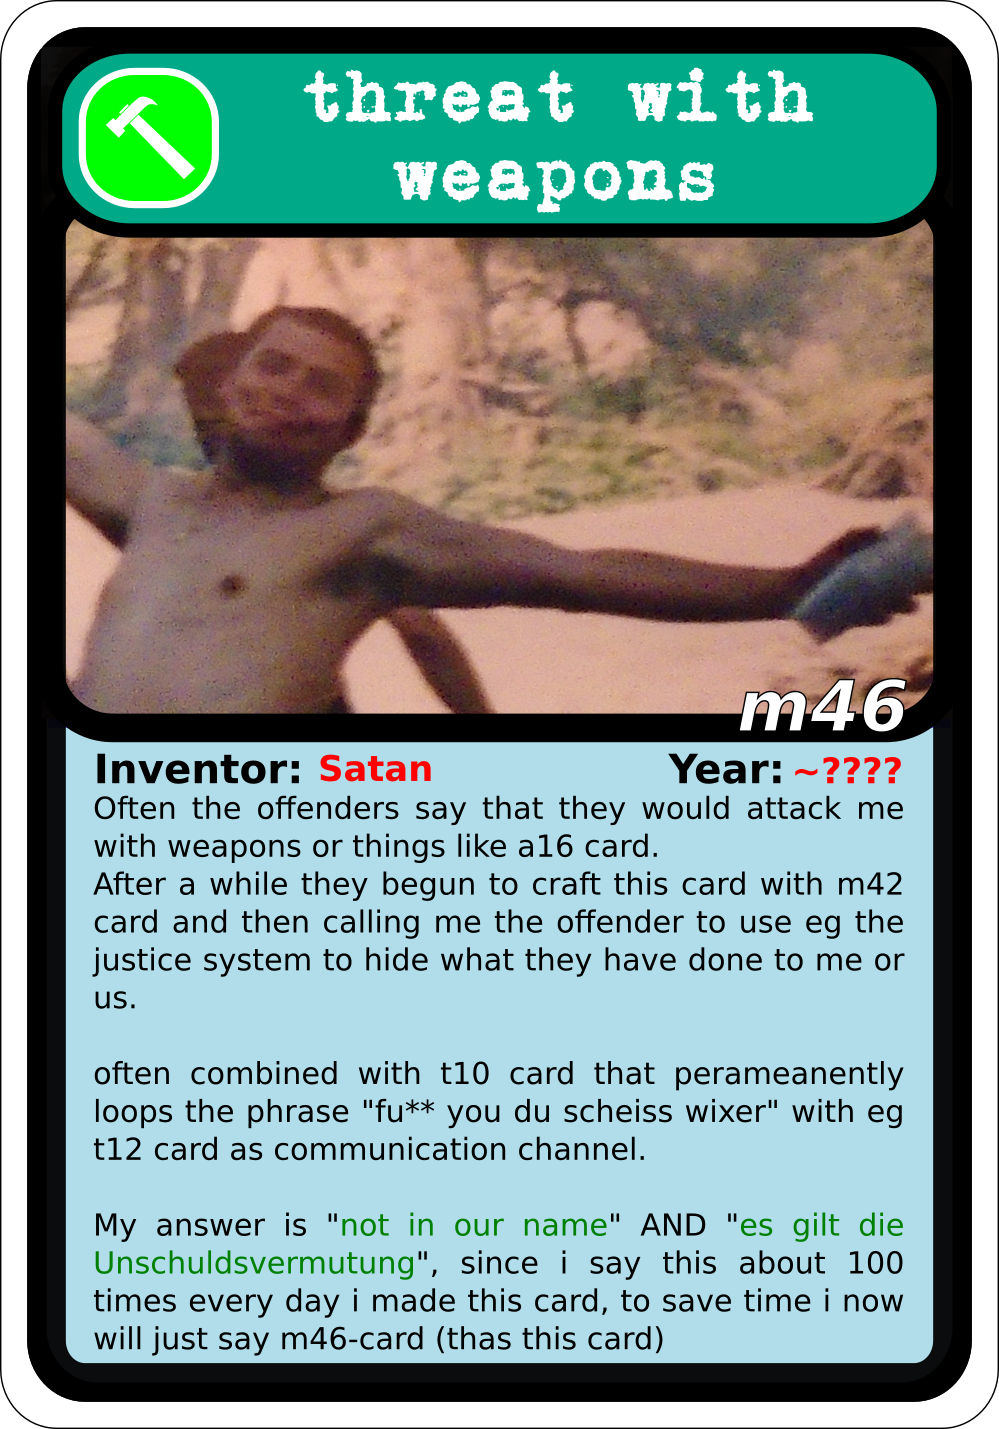 threat with
weapons
m46
Inventor: Satan Year: ~????
Often the offenders say that they would attack me
with weapons or things like a16 card.
After a while they begun to craft this card with m42
card and then calling me the offender to use eg the
justice system to hide what they have done to me or
us.
often combined with t10 card that perameanently
loops the phrase "fu** you du scheiss wixer" with eg
t12 card as communication channel.
My answer is "not in our name" AND "es gilt die
Unschuldsvermutung", since i say this about 100
times every day i made this card, to save time i now
will just say m46-card (thas this card)